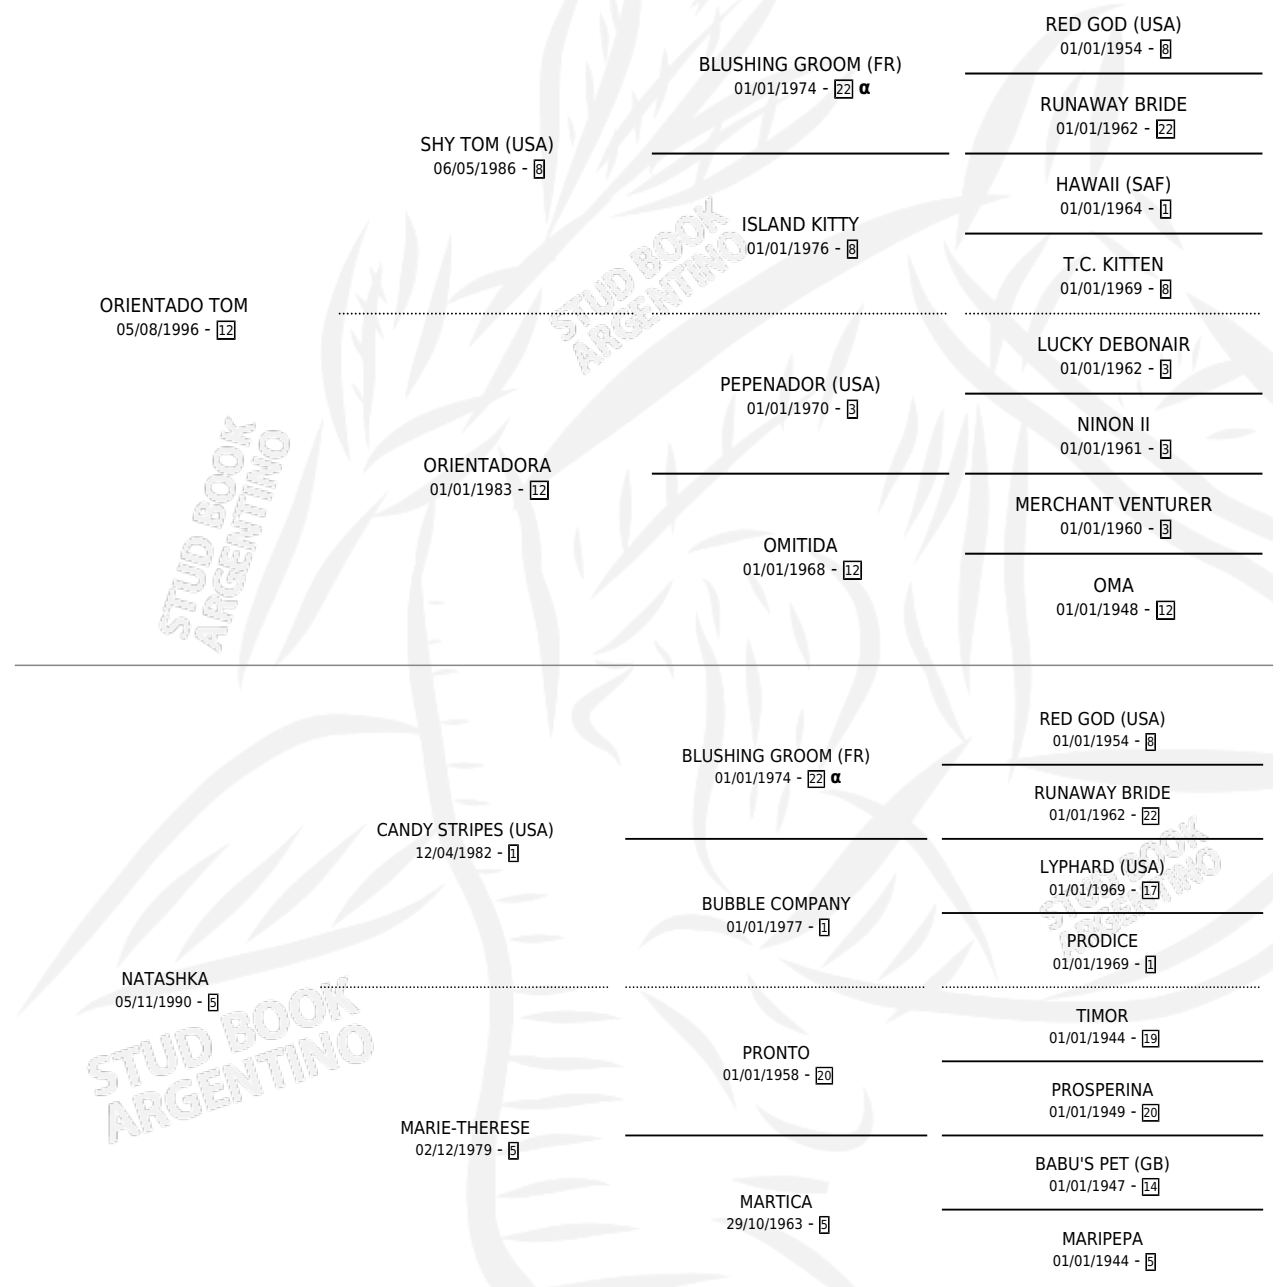 RED GOD (USA)
01/01/1954 - 8
BLUSHING GROOM (FR)
01/01/1974 - 22 α
RUNAWAY BRIDE
01/01/1962 - 22
SHY TOM (USA)
06/05/1986 - 8
HAWAII (SAF)
01/01/1964 - 1
ISLAND KITTY
01/01/1976 - 8
T.C. KITTEN
01/01/1969 - 8
ORIENTADO TOM
05/08/1996 - 12
LUCKY DEBONAIR
01/01/1962 - 3
PEPENADOR (USA)
01/01/1970 - 3
NINON II
01/01/1961 - 3
ORIENTADORA
01/01/1983 - 12
MERCHANT VENTURER
01/01/1960 - 3
OMITIDA
01/01/1968 - 12
OMA
01/01/1948 - 12
RED GOD (USA)
01/01/1954 - 8
BLUSHING GROOM (FR)
01/01/1974 - 22 α
RUNAWAY BRIDE
01/01/1962 - 22
CANDY STRIPES (USA)
12/04/1982 - 1
LYPHARD (USA)
01/01/1969 - 17
BUBBLE COMPANY
01/01/1977 - 1
PRODICE
01/01/1969 - 1
NATASHKA
05/11/1990 - 5
TIMOR
01/01/1944 - 19
PRONTO
01/01/1958 - 20
PROSPERINA
01/01/1949 - 20
MARIE-THERESE
02/12/1979 - 5
BABU'S PET (GB)
01/01/1947 - 14
MARTICA
29/10/1963 - 5
MARIPEPA
01/01/1944 - 5
STUD BOOK
ARGENTINO
STUD BOOK
ARGENTINO
STUD BOOK
ARGENTINO
STUD BOOK
ARGENTINO